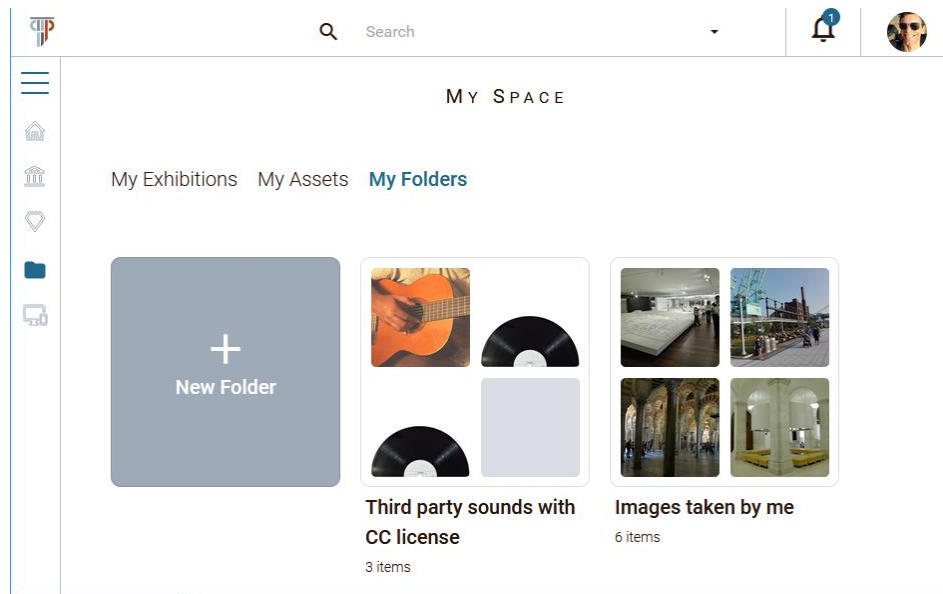 Search
1
My Space
My Exhibitions My Assets My Folders
New Folder
Third party sounds with
CC license
3 items
Images taken by me
6 items